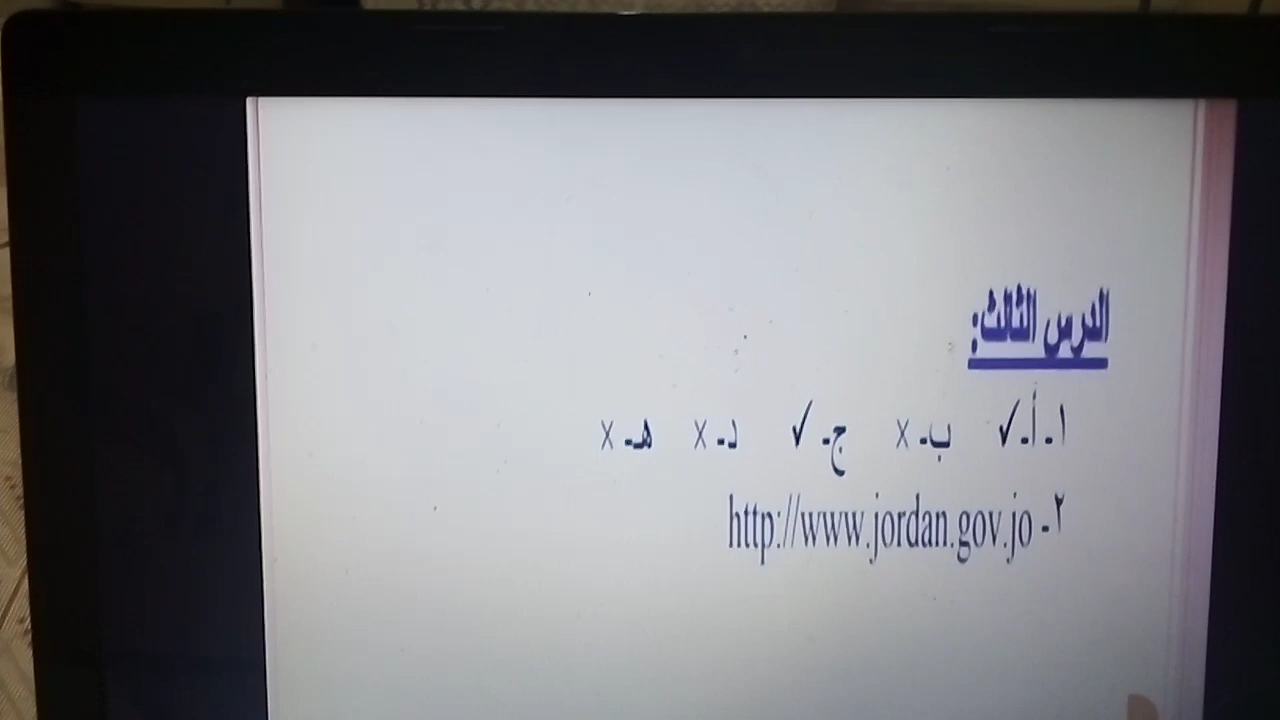 الدرس الثالث:
١- أ- ✓ ب- x ج- ✓ د- x هـ- x
٢- http://www.jordan.gov.jo